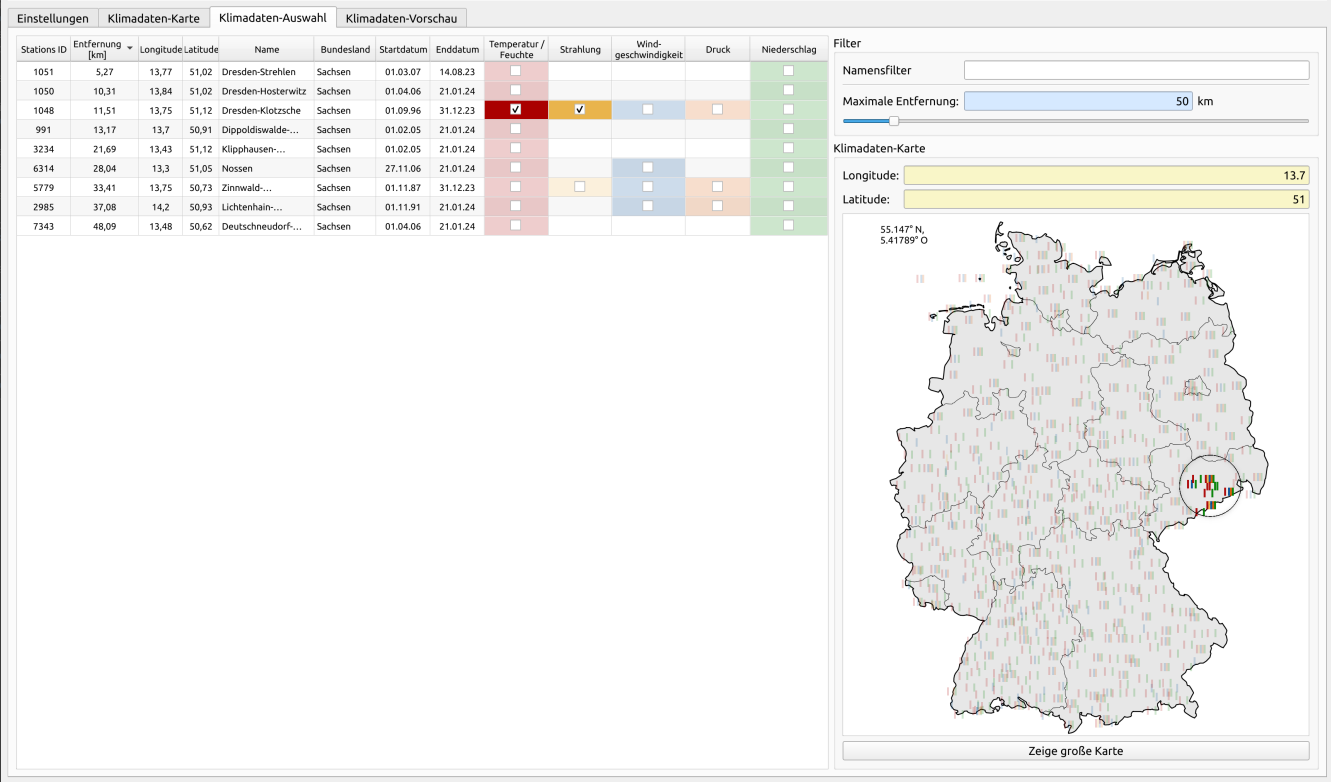 Einstellungen Klimadaten-Karte Klimadaten-Auswahl Klimadaten-Vorschau
Stations ID Entfernung [km] Longitude Latitude Name Bundesland Startdatum Enddatum Temperatur / Feuchte Strahlung Wind-geschwindigkeit Druck Niederschlag
1051 5,27 13,77 51,02 Dresden-Strehlen Sachsen 01.03.07 14.08.23
1050 10,31 13,84 51,02 Dresden-Hosterwitz Sachsen 01.04.06 21.01.24
1048 11,51 13,75 51,12 Dresden-Klotzsche Sachsen 01.09.96 31.12.23
991 13,17 13,7 50,91 Dippoldiswalde-... Sachsen 01.02.05 21.01.24
3234 21,69 13,43 51,12 Klipphausen-... Sachsen 01.02.05 21.01.24
6314 28,04 13,3 51,05 Nossen Sachsen 27.11.06 21.01.24
5779 33,41 13,75 50,73 Zinnwald-... Sachsen 01.11.87 31.12.23
2985 37,08 14,2 50,93 Lichtenhain-... Sachsen 01.11.91 21.01.24
7343 48,09 13,48 50,62 Deutschneudorf-... Sachsen 01.04.06 21.01.24
Filter
Namensfilter
Maximale Entfernung: 50 km
Klimadaten-Karte
Longitude: 13.7
Latitude: 51
55.147° N,
5.41789° O
Zeige große Karte